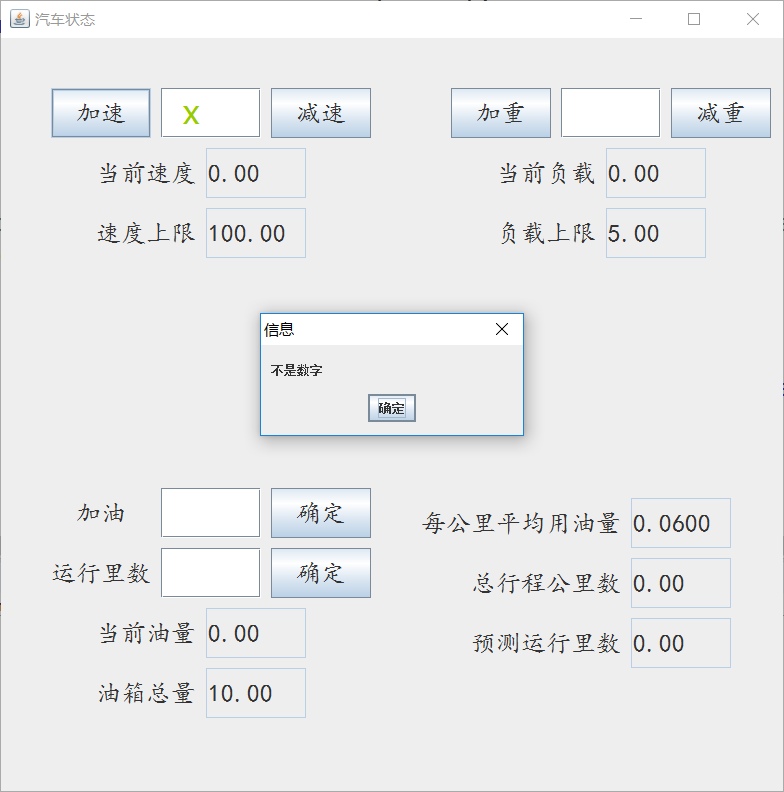 汽车状态
加速 x 减速 加重 减重
当前速度 0.00 当前负载 0.00
速度上限 100.00 负载上限 5.00
信息
不是数字
确定
加油 确定 每公里平均用油量 0.0600
运行里数 确定 总行程公里数 0.00
当前油量 0.00 预测运行里数 0.00
油箱总量 10.00